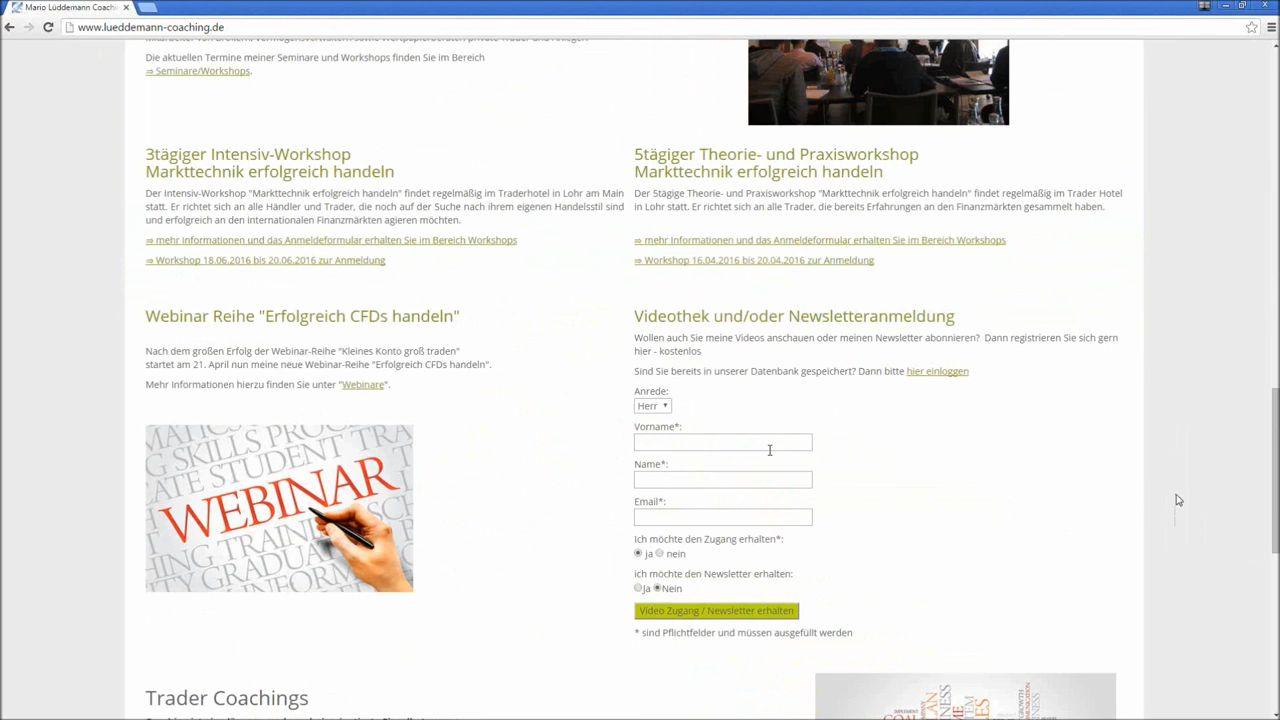 Mario Lüddemann Coachi
www.lueddemann-coaching.de
Die aktuellen Termine meiner Seminare und Workshops finden Sie im Bereich
⇒ Seminare/Workshops.
3tägiger Intensiv-Workshop
Markttechnik erfolgreich handeln
Der Intensiv-Workshop "Markttechnik erfolgreich handeln" findet regelmäßig im Traderhotel in Lohr am Main
statt. Er richtet sich an alle Händler und Trader, die noch auf der Suche nach ihrem eigenen Handelsstil sind
und erfolgreich an den internationalen Finanzmärkten agieren möchten.
⇒ mehr Informationen und das Anmeldeformular erhalten Sie im Bereich Workshops
⇒ Workshop 18.06.2016 bis 20.06.2016 zur Anmeldung
5tägiger Theorie- und Praxisworkshop
Markttechnik erfolgreich handeln
Der 5tägige Theorie- und Praxisworkshop "Markttechnik erfolgreich handeln" findet regelmäßig im Trader Hotel
in Lohr statt. Er richtet sich an alle Trader, die bereits Erfahrungen an den Finanzmärkten gesammelt haben.
⇒ mehr Informationen und das Anmeldeformular erhalten Sie im Bereich Workshops
⇒ Workshop 16.04.2016 bis 20.04.2016 zur Anmeldung
Webinar Reihe "Erfolgreich CFDs handeln"
Nach dem großen Erfolg der Webinar-Reihe "Kleines Konto groß traden"
startet am 21. April nun meine neue Webinar-Reihe "Erfolgreich CFDs handeln".
Mehr Informationen hierzu finden Sie unter "Webinare".
WEBINAR
Videothek und/oder Newsletteranmeldung
Wollen auch Sie meine Videos anschauen oder meinen Newsletter abonnieren? Dann registrieren Sie sich gern
hier - kostenlos
Sind Sie bereits in unserer Datenbank gespeichert? Dann bitte hier einloggen
Anrede:
Herr
Vorname*:
Name*:
Email*:
Ich möchte den Zugang erhalten*:
ja nein
ich möchte den Newsletter erhalten:
Ja Nein
Video Zugang / Newsletter erhalten
* sind Pflichtfelder und müssen ausgefüllt werden
Trader Coachings